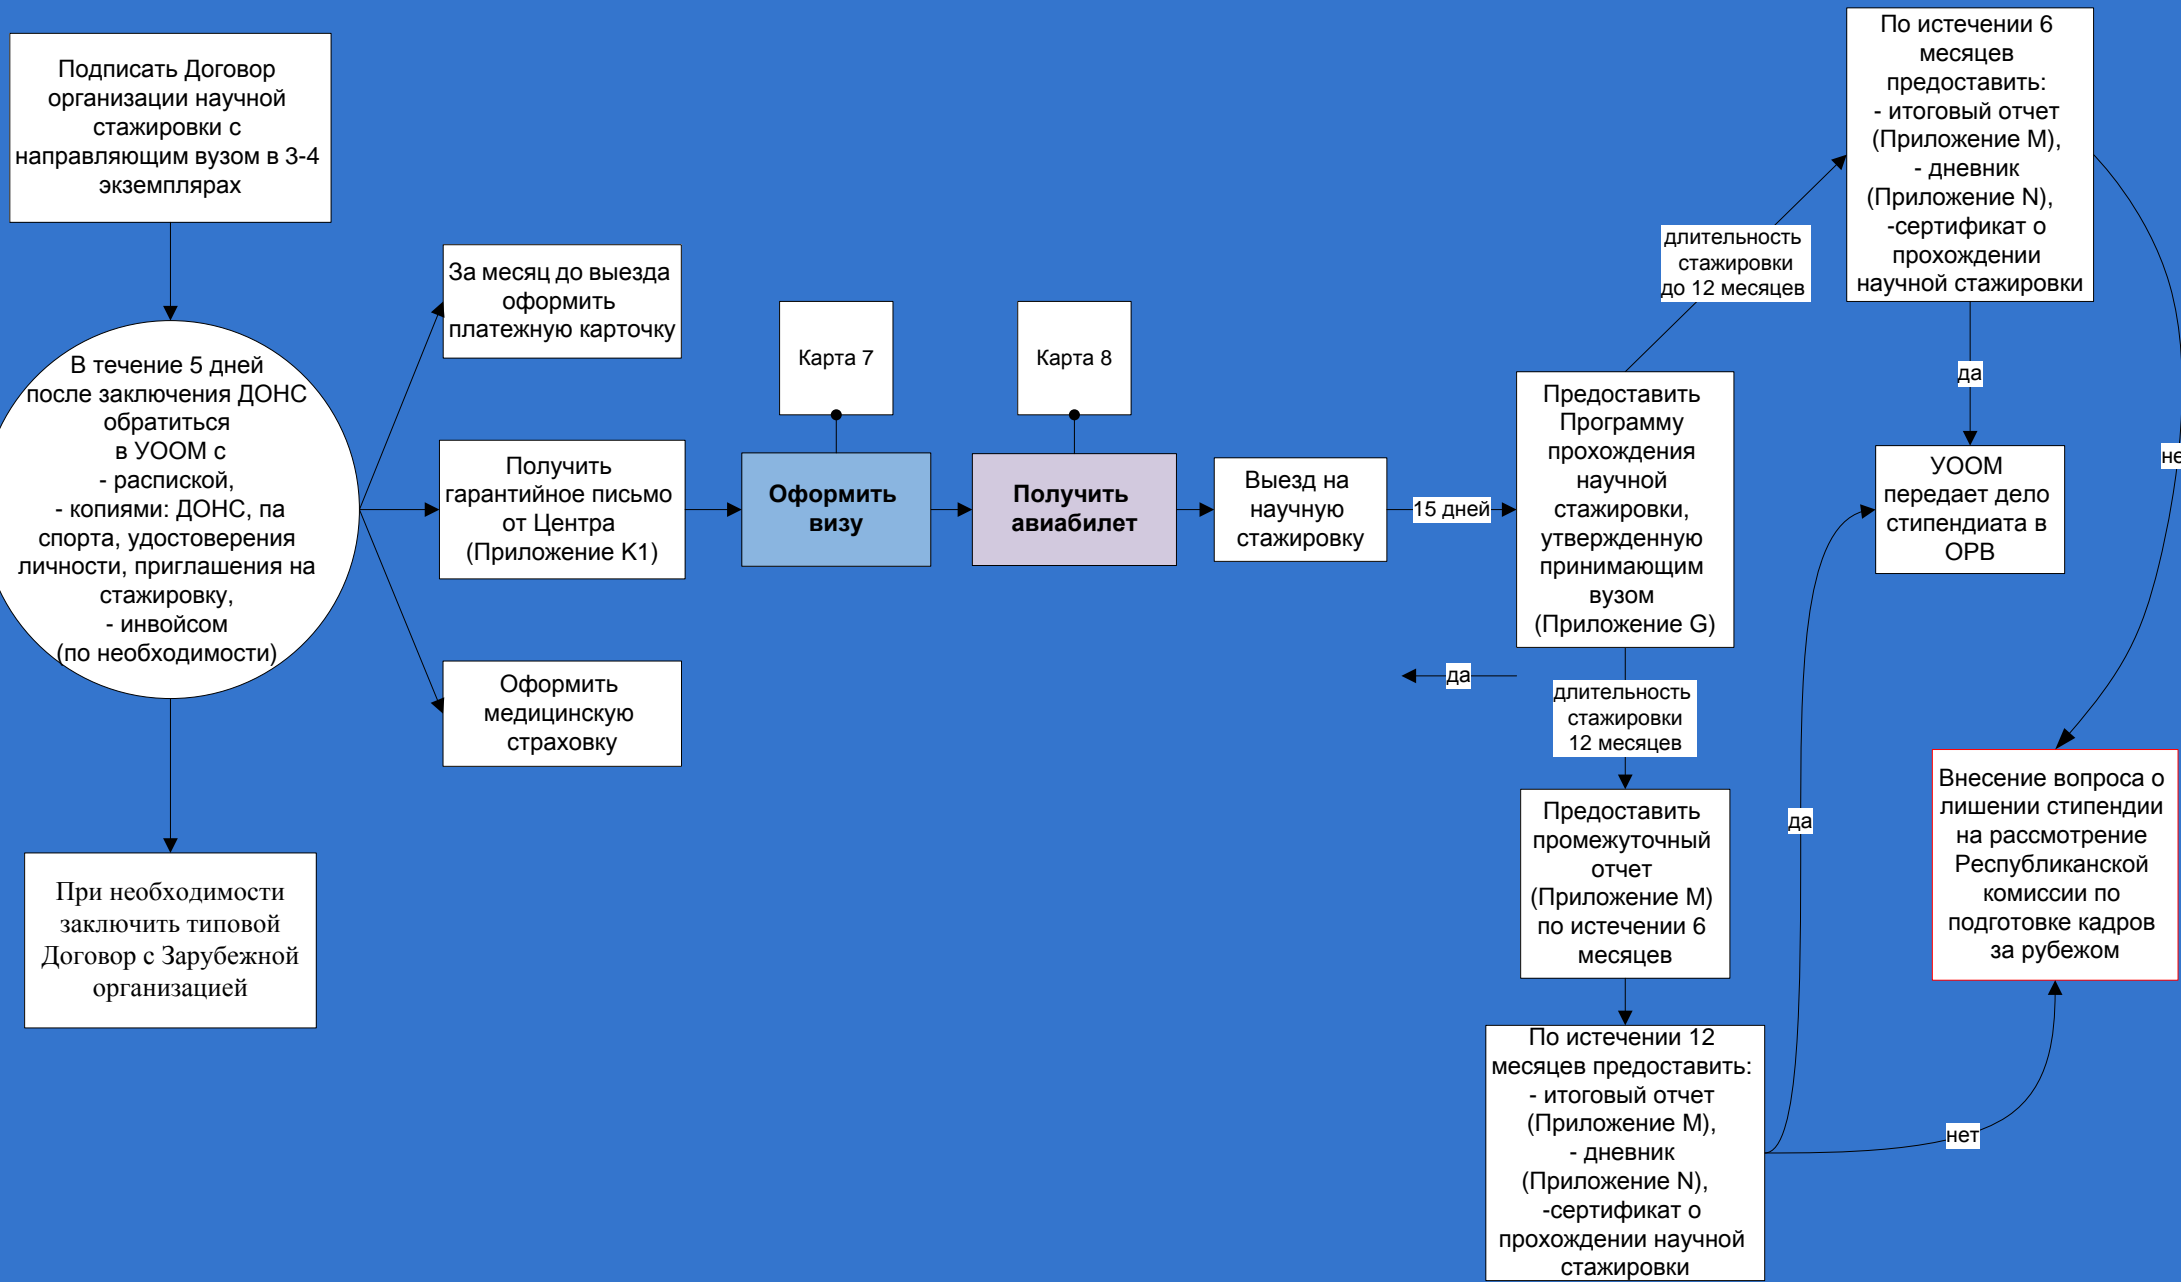 Подписать Договор
организации научной
стажировки с
направляющим вузом в 3-4
экземплярах
В течение 5 дней
после заключения ДОНС
обратиться
в УООМ с
- распиской,
- копиями: ДОНС, па
спорта, удостоверения
личности, приглашения на
стажировку,
- инвойсом
(по необходимости)
При необходимости
заключить типовой
Договор с Зарубежной
организацией
За месяц до выезда
оформить
платежную карточку
Получить
гарантийное письмо
от Центра
(Приложение K1)
Оформить
медицинскую
страховку
Карта 7
Оформить
визу
Карта 8
Получить
авиабилет
Выезд на
научную
стажировку
15 дней
Предоставить
Программу
прохождения
научной
стажировки,
утвержденную
принимающим
вузом
(Приложение G)
да
длительность
стажировки
до 12 месяцев
длительность
стажировки
12 месяцев
Предоставить
промежуточный
отчет
(Приложение M)
по истечении 6
месяцев
По истечении 12
месяцев предоставить:
- итоговый отчет
(Приложение M),
- дневник
(Приложение N),
-сертификат о
прохождении научной
стажировки
По истечении 6
месяцев
предоставить:
- итоговый отчет
(Приложение M),
- дневник
(Приложение N),
-сертификат о
прохождении
научной стажировки
да
не
УООМ
передает дело
стипендиата в
ОРВ
да
нет
Внесение вопроса о
лишении стипендии
на рассмотрение
Республиканской
комиссии по
подготовке кадров
за рубежом